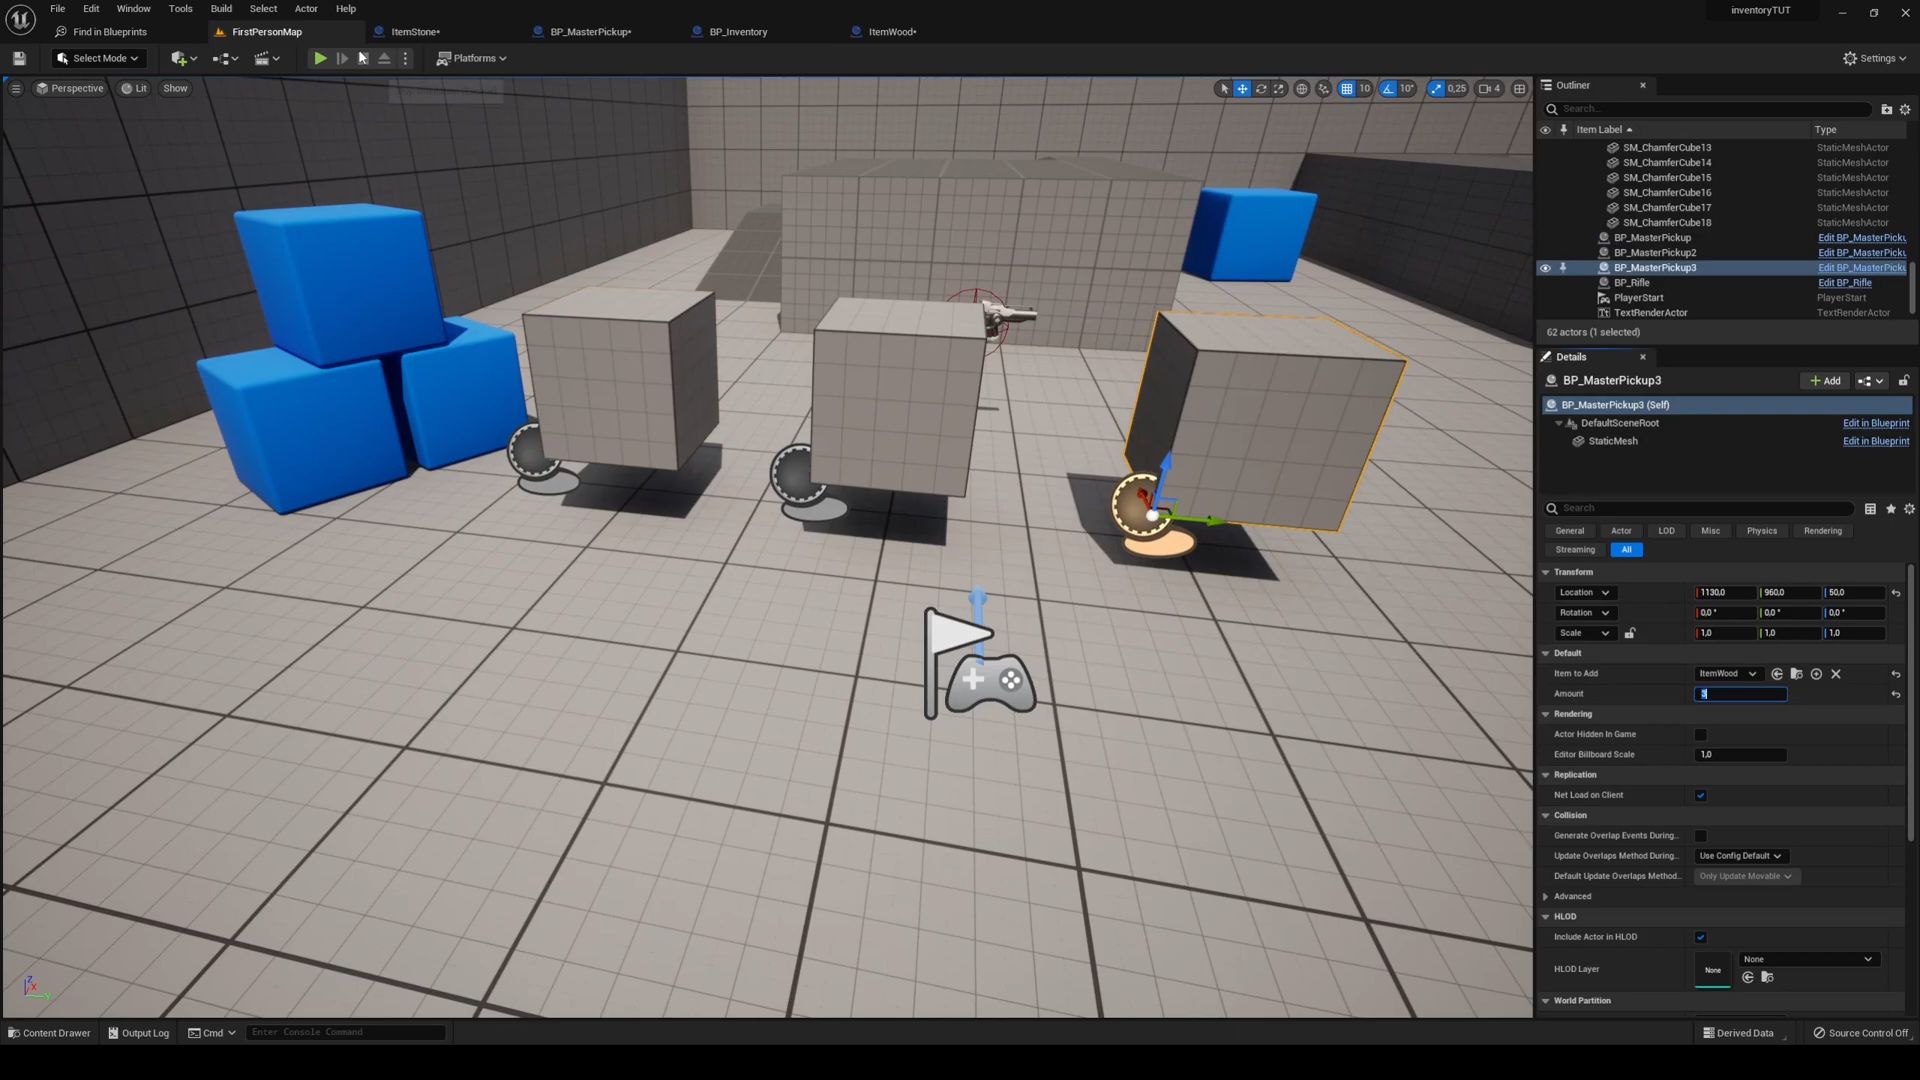 File Edit Window Tools Build Select Actor Help
inventoryTUT
Find in Blueprints
FirstPersonMap
ItemStone*
BP_MasterPickup*
BP_Inventory
ItemWood*
Select Mode
Platforms
Settings
Perspective
Lit
Show
10
10°
0,25
4
Outliner
Search...
Item Label
Type
SM_ChamferCube13 StaticMeshActor
SM_ChamferCube14 StaticMeshActor
SM_ChamferCube15 StaticMeshActor
SM_ChamferCube16 StaticMeshActor
SM_ChamferCube17 StaticMeshActor
SM_ChamferCube18 StaticMeshActor
BP_MasterPickup Edit BP_MasterPicku
BP_MasterPickup2 Edit BP_MasterPicku
BP_MasterPickup3 Edit BP_MasterPicku
BP_Rifle Edit BP_Rifle
PlayerStart PlayerStart
TextRenderActor TextRenderActor
62 actors (1 selected)
Details
BP_MasterPickup3
Add
BP_MasterPickup3 (Self)
DefaultSceneRoot Edit in Blueprint
StaticMesh Edit in Blueprint
Search
General Actor LOD Misc Physics Rendering
Streaming All
Transform
Location 1130,0 960,0 50,0
Rotation 0,0 ° 0,0 ° 0,0 °
Scale 1,0 1,0 1,0
Default
Item to Add ItemWood
Amount 3
Rendering
Actor Hidden In Game
Editor Billboard Scale 1,0
Replication
Net Load on Client
Collision
Generate Overlap Events During...
Update Overlaps Method During... Use Config Default
Default Update Overlaps Method... Only Update Movable
Advanced
HLOD
Include Actor in HLOD
None
HLOD Layer None
World Partition
Z
X
Y
Content Drawer
Output Log
Cmd
Enter Console Command
Derived Data
Source Control Off